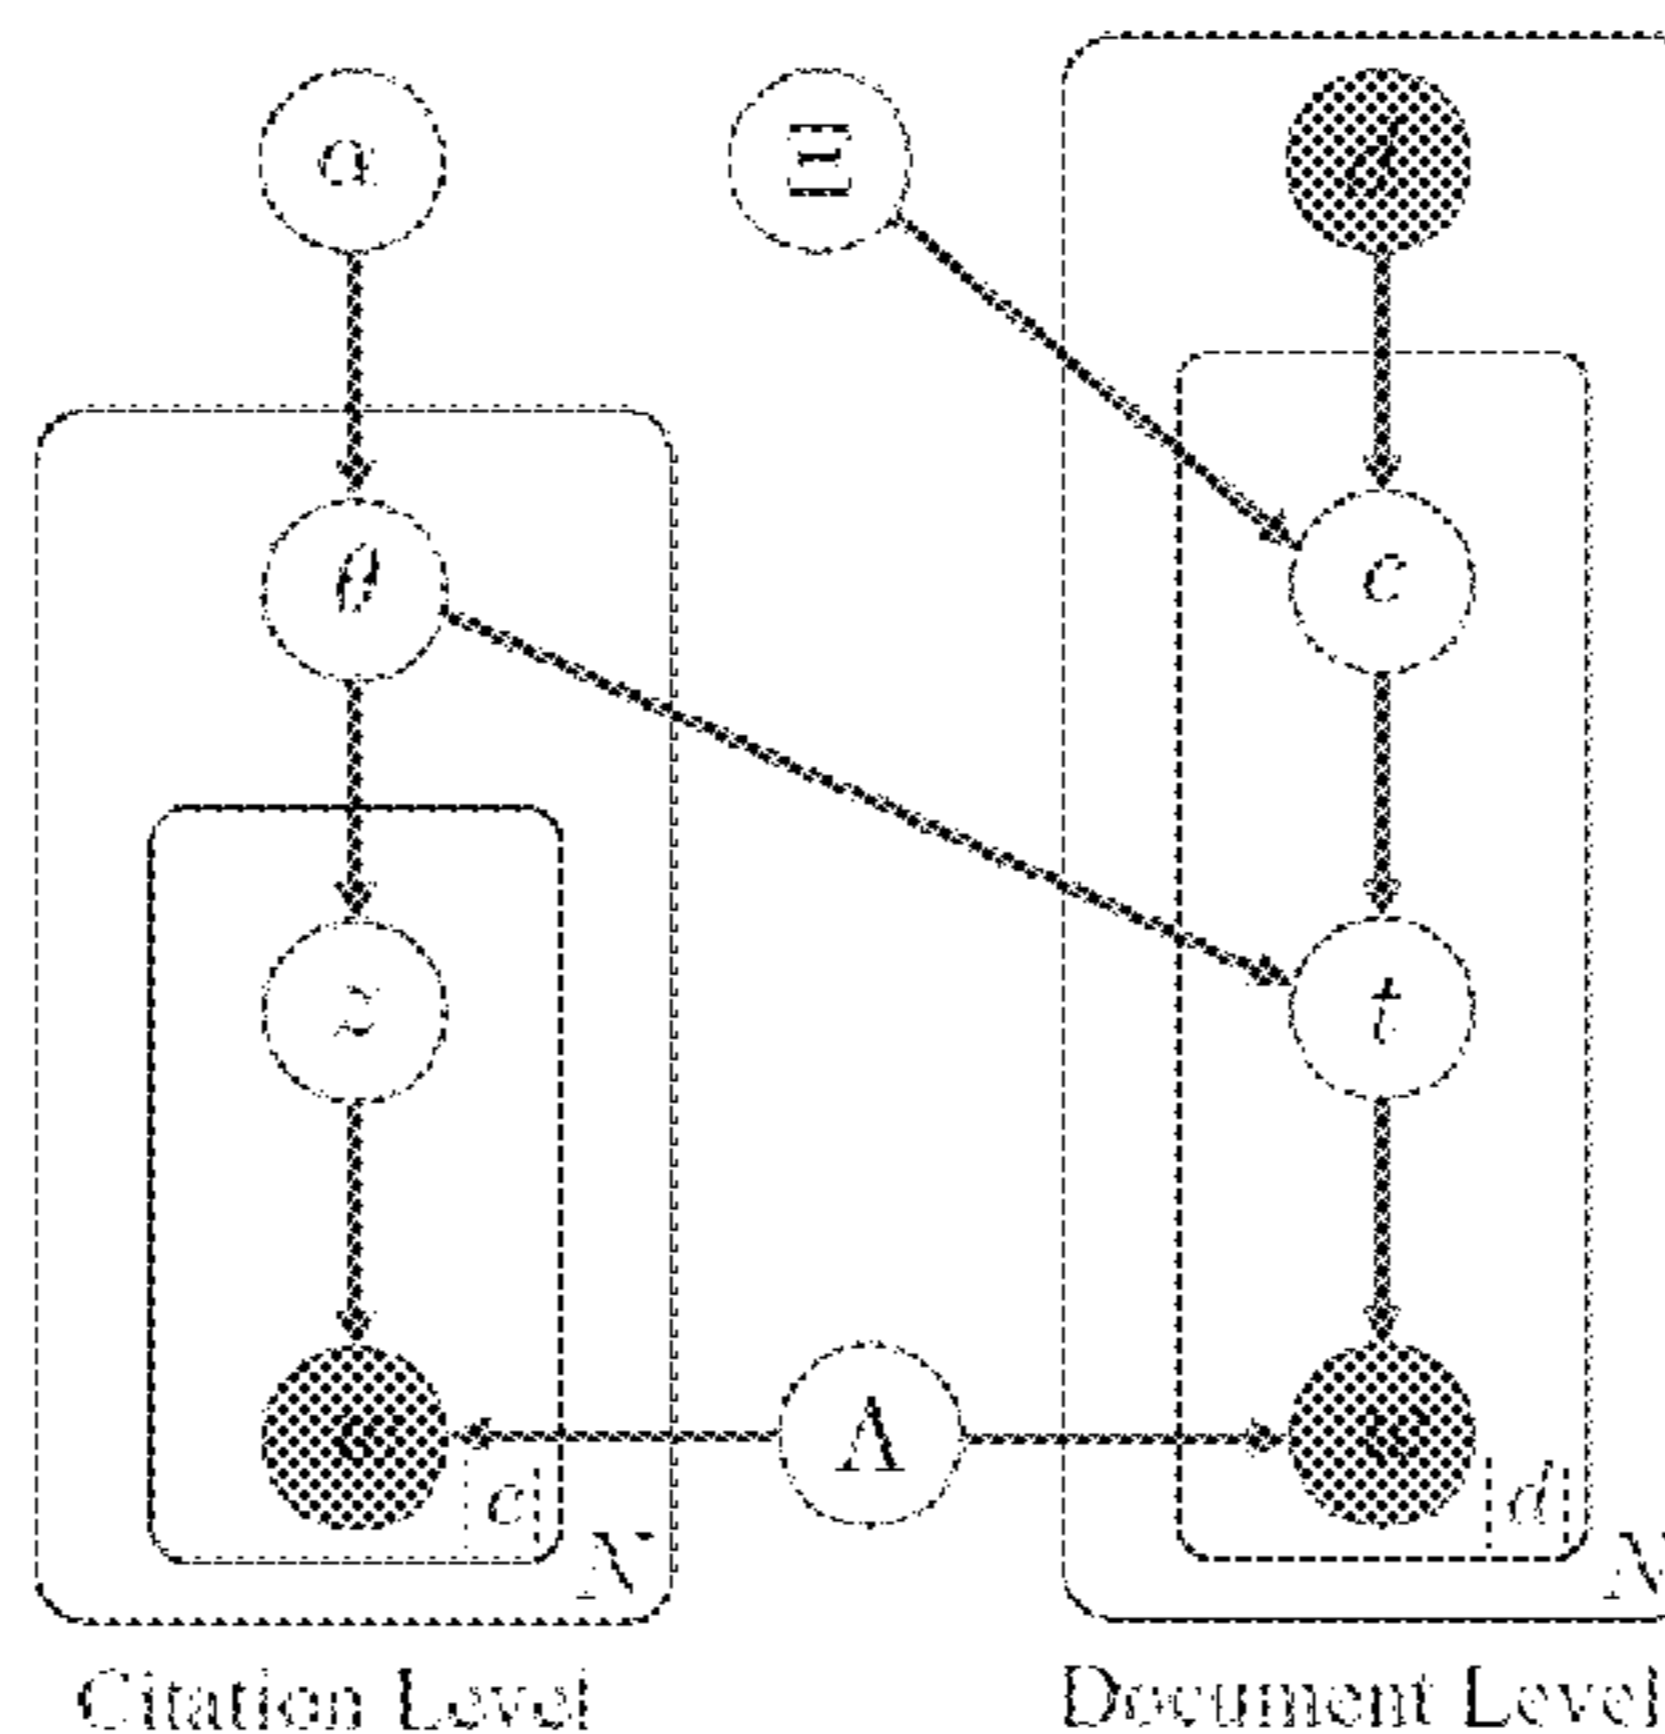 α Ξ d
θ c
z t
Λ
|c| |d|
N N
Citation Level Document Level